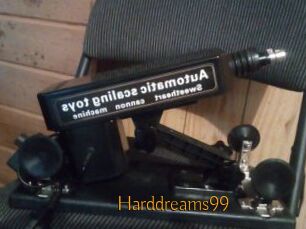 Automatic scaling toys
Sweetheart cannon machine
Harddreams99